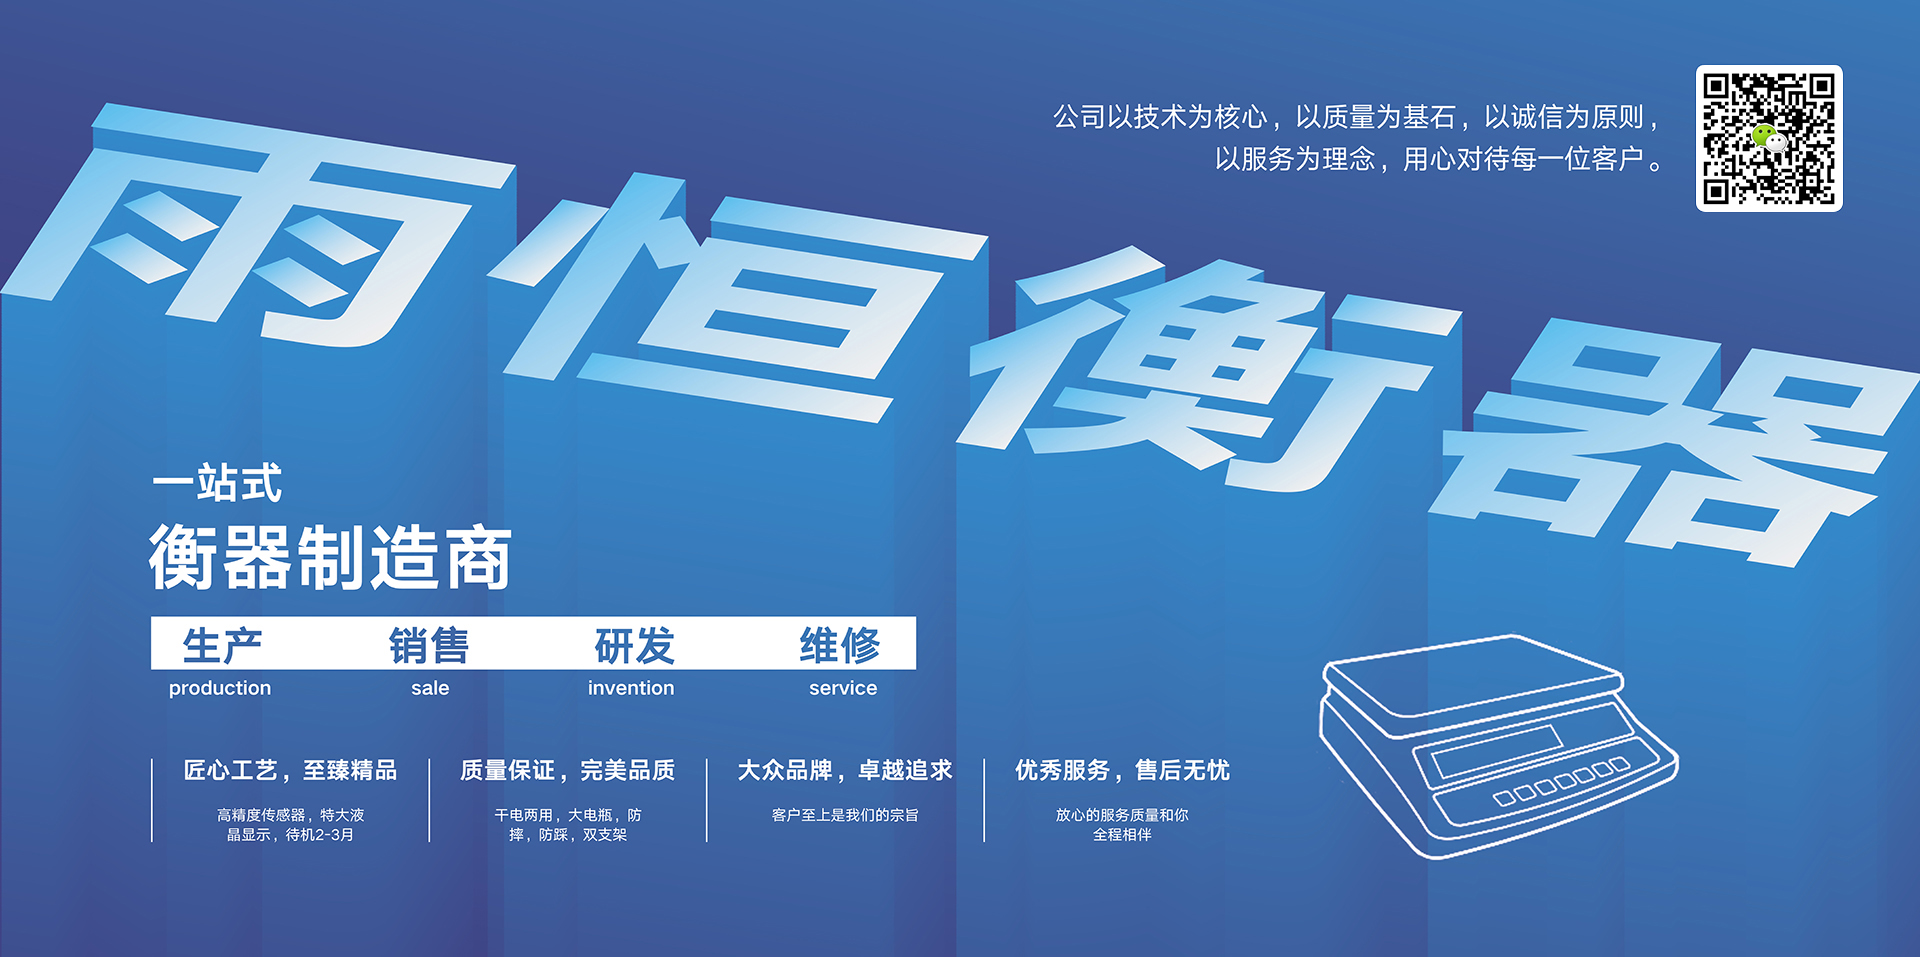 公司以技术为核心，以质量为基石，以诚信为原则，
以服务为理念，用心对待每一位客户。
雨恒衡器
一站式
衡器制造商
生产 销售 研发 维修
production sale invention service
匠心工艺，至臻精品
高精度传感器，特大液
晶显示，待机2-3月
质量保证，完美品质
干电两用，大电瓶，防
摔，防踩，双支架
大众品牌，卓越追求
客户至上是我们的宗旨
优秀服务，售后无忧
放心的服务质量和你
全程相伴